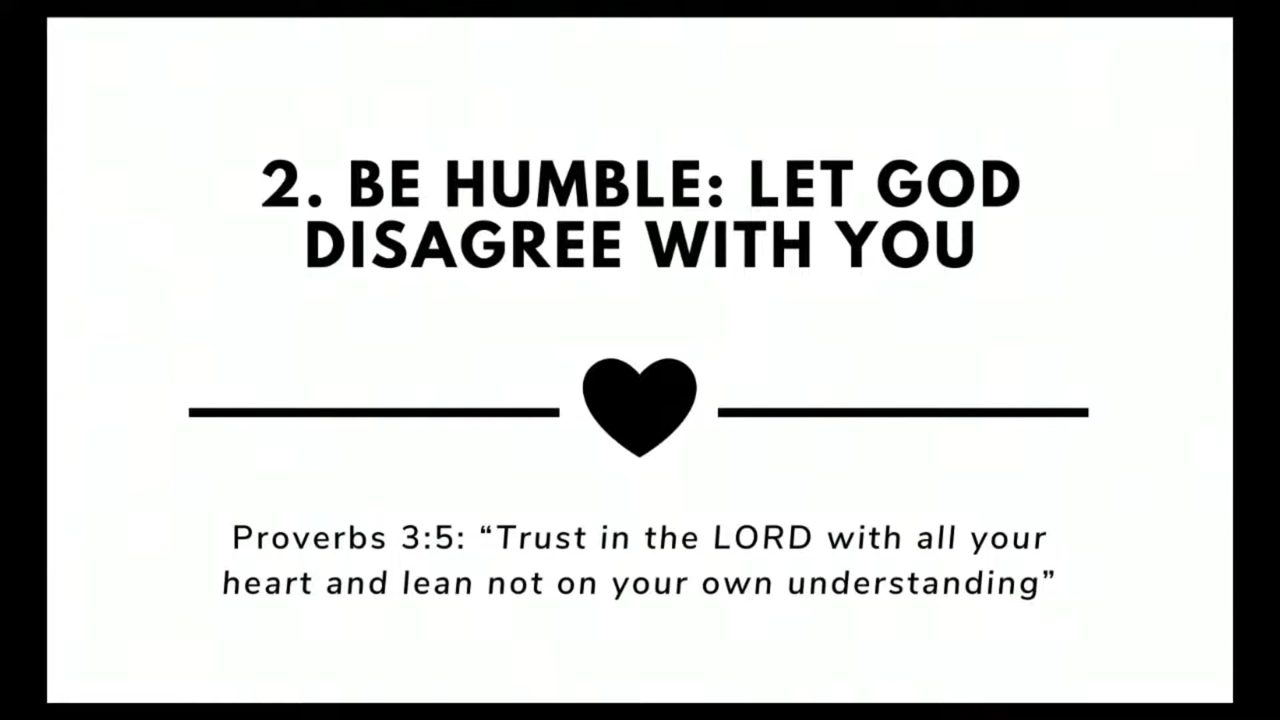 2. BE HUMBLE: LET GOD
DISAGREE WITH YOU
Proverbs 3:5: “Trust in the LORD with all your
heart and lean not on your own understanding”